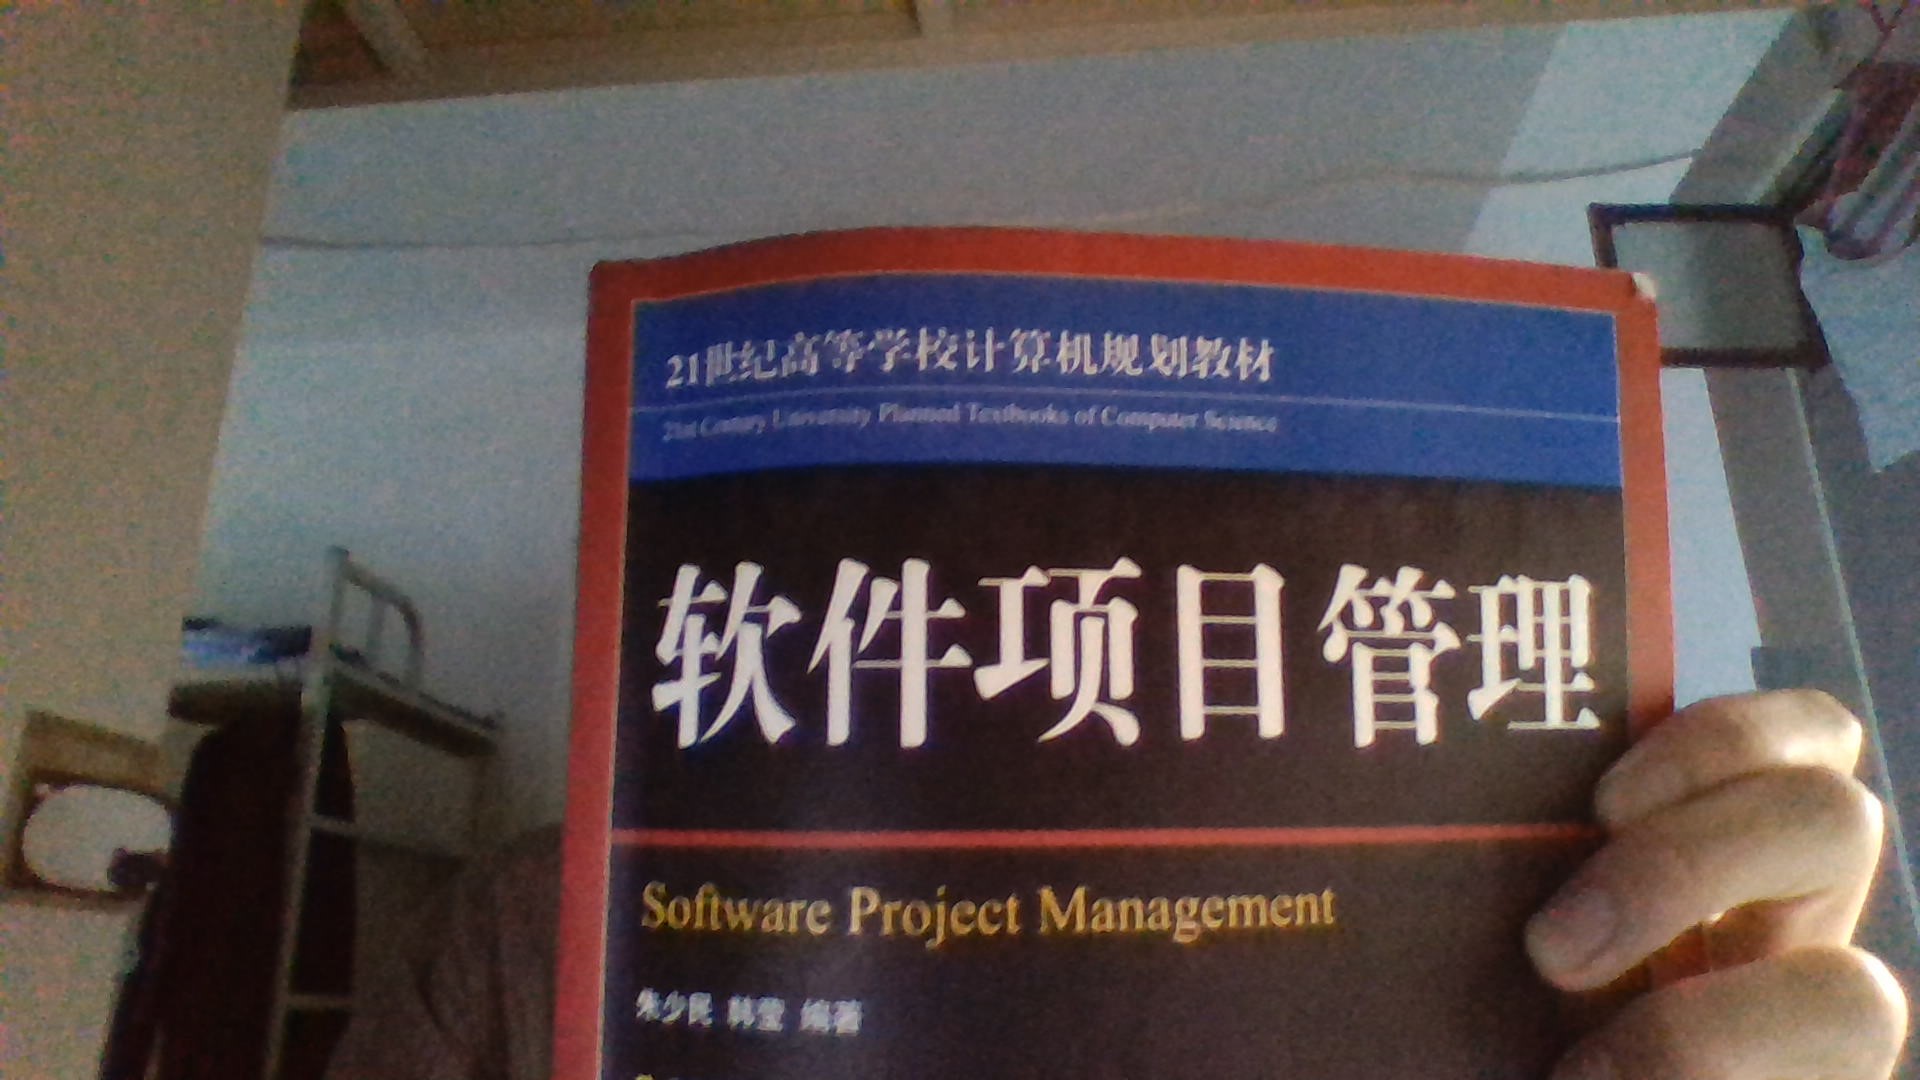 21世纪高等学校计算机规划教材
21st Century University Planned Textbooks of Computer Science
软件项目管理
Software Project Management
朱少民 韩莹 编著